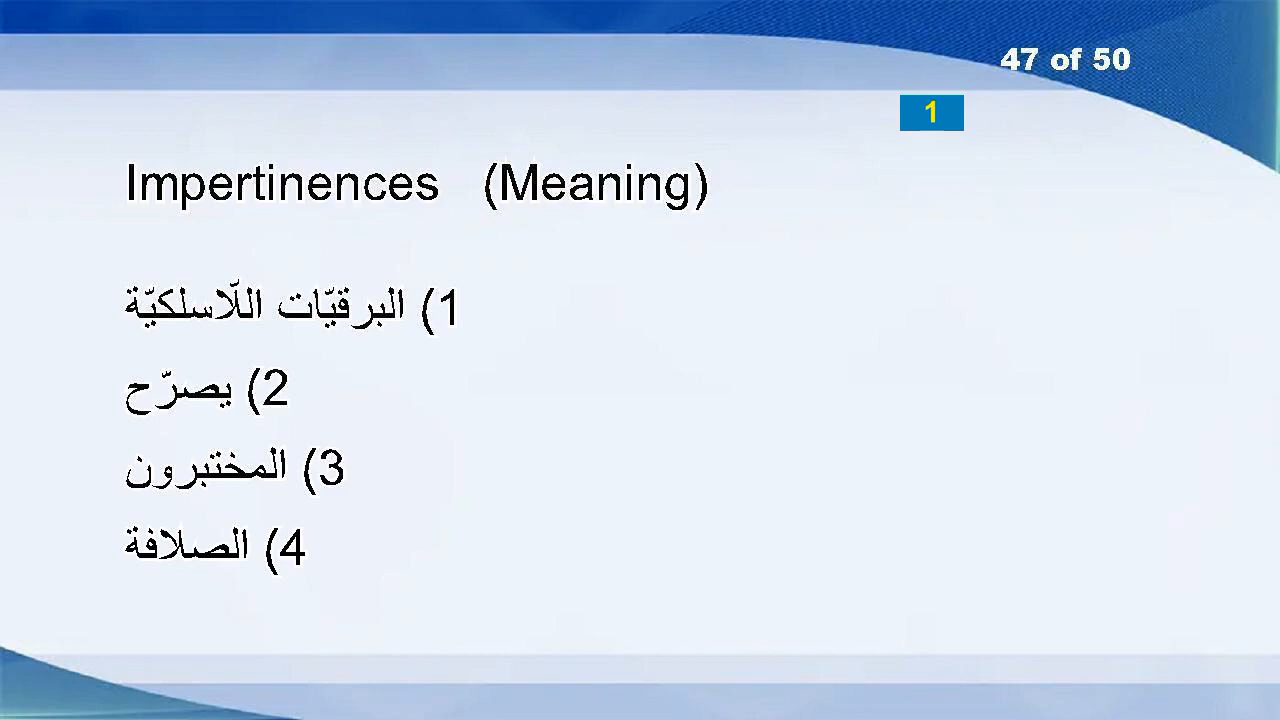 47 of 50
1
Impertinences (Meaning)
1) البرقيّات اللّاسلكيّة
2) يصرّح
3) المختبرون
4) الصلافة